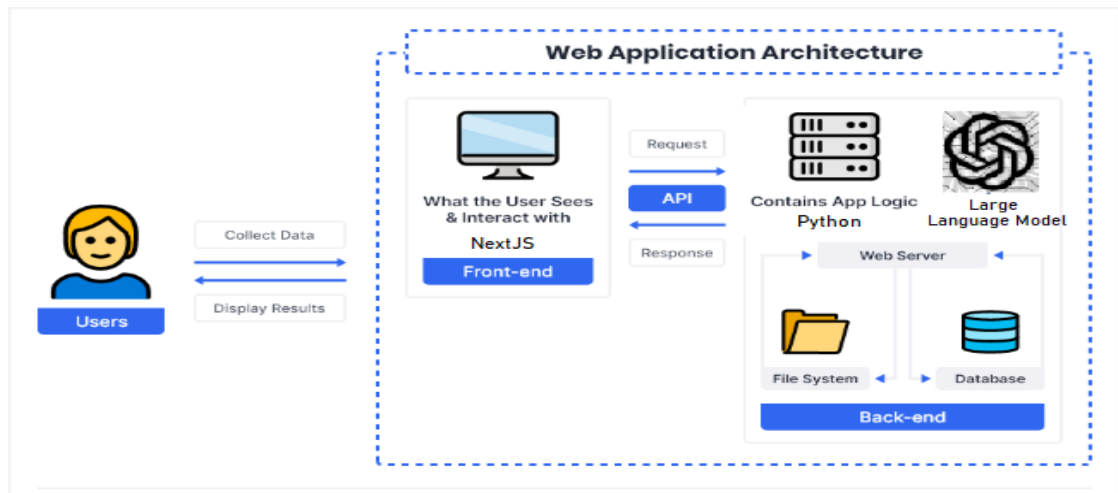 Web Application Architecture
Request
What the User Sees
& Interact with
NextJS
API
Contains App Logic
Python
Large
Language Model
Collect Data
Response
Web Server
Front-end
Display Results
Users
File System
Database
Back-end